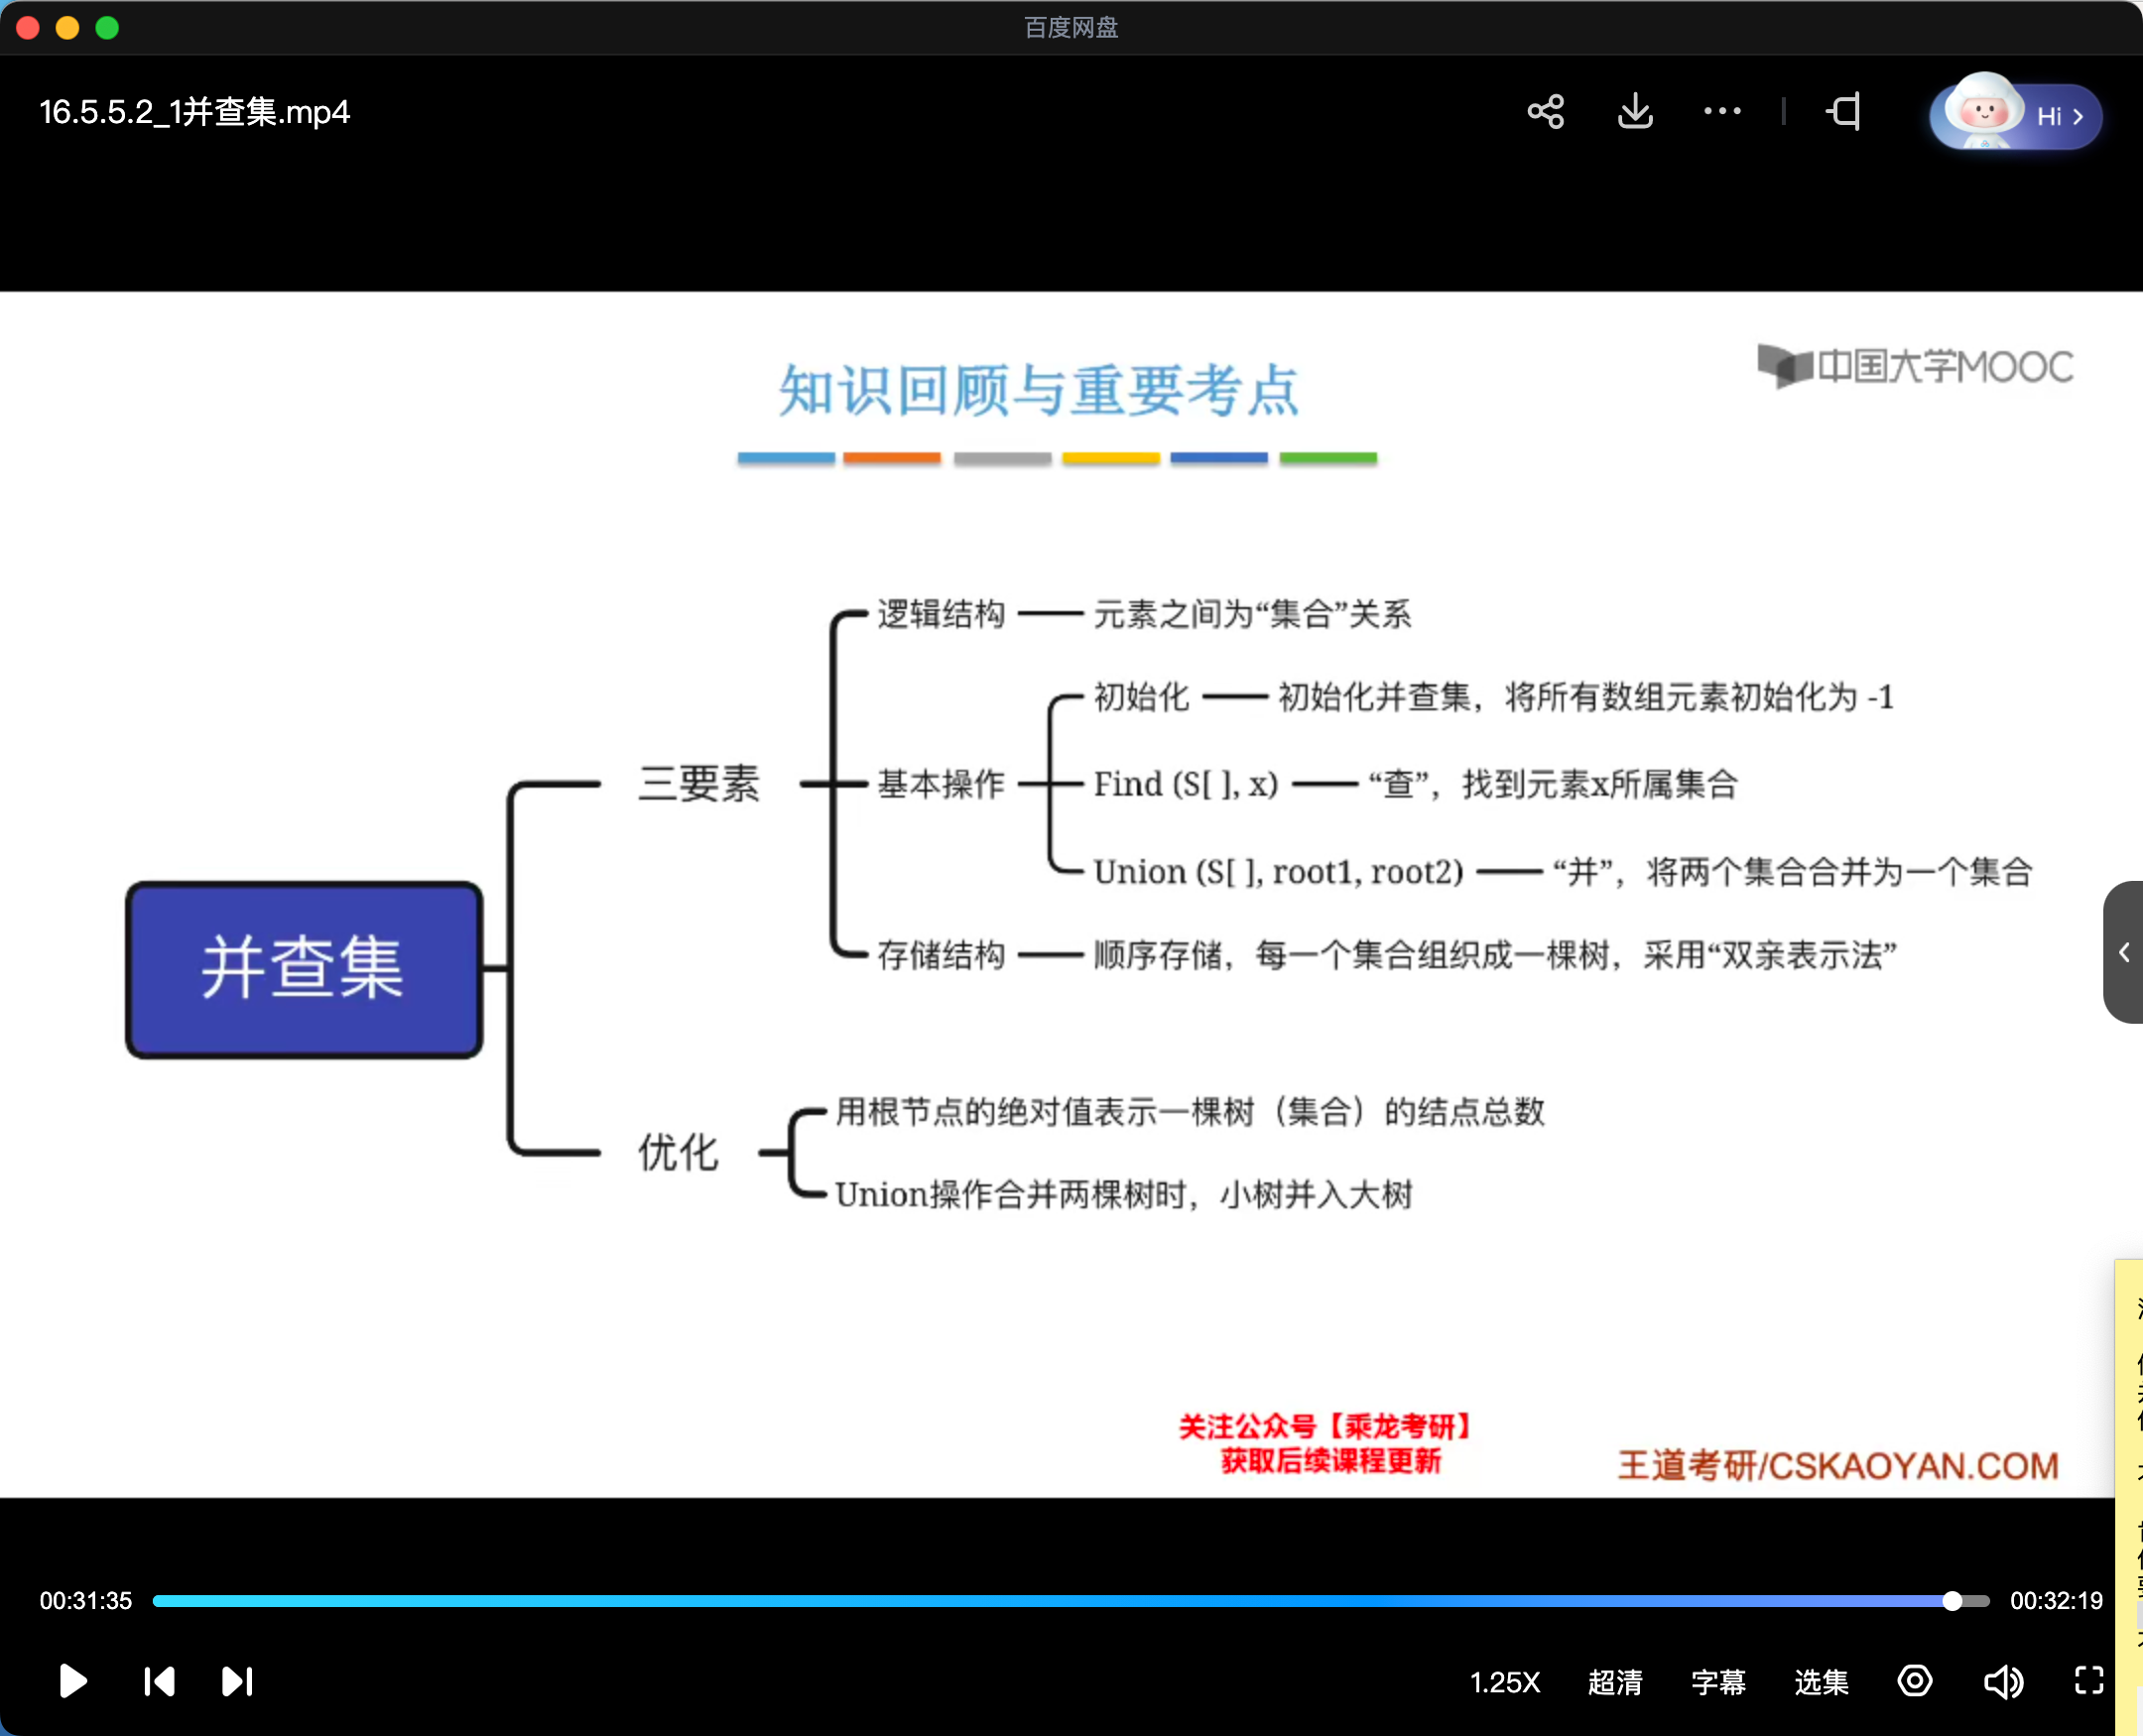 百度网盘
16.5.5.2_1并查集.mp4
Hi
中国大学MOOC
知识回顾与重要考点
逻辑结构 元素之间为“集合”关系
初始化 初始化并查集，将所有数组元素初始化为 -1
三要素 基本操作 Find (S[ ], x) “查”，找到元素x所属集合
Union (S[ ], root1, root2) “并”，将两个集合合并为一个集合
存储结构 顺序存储，每一个集合组织成一棵树，采用“双亲表示法”
并查集
用根节点的绝对值表示一棵树（集合）的结点总数
优化
Union操作合并两棵树时，小树并入大树
关注公众号【乘龙考研】
获取后续课程更新
王道考研/CSKAOYAN.COM
00:31:35 00:32:19
1.25X 超清 字幕 选集